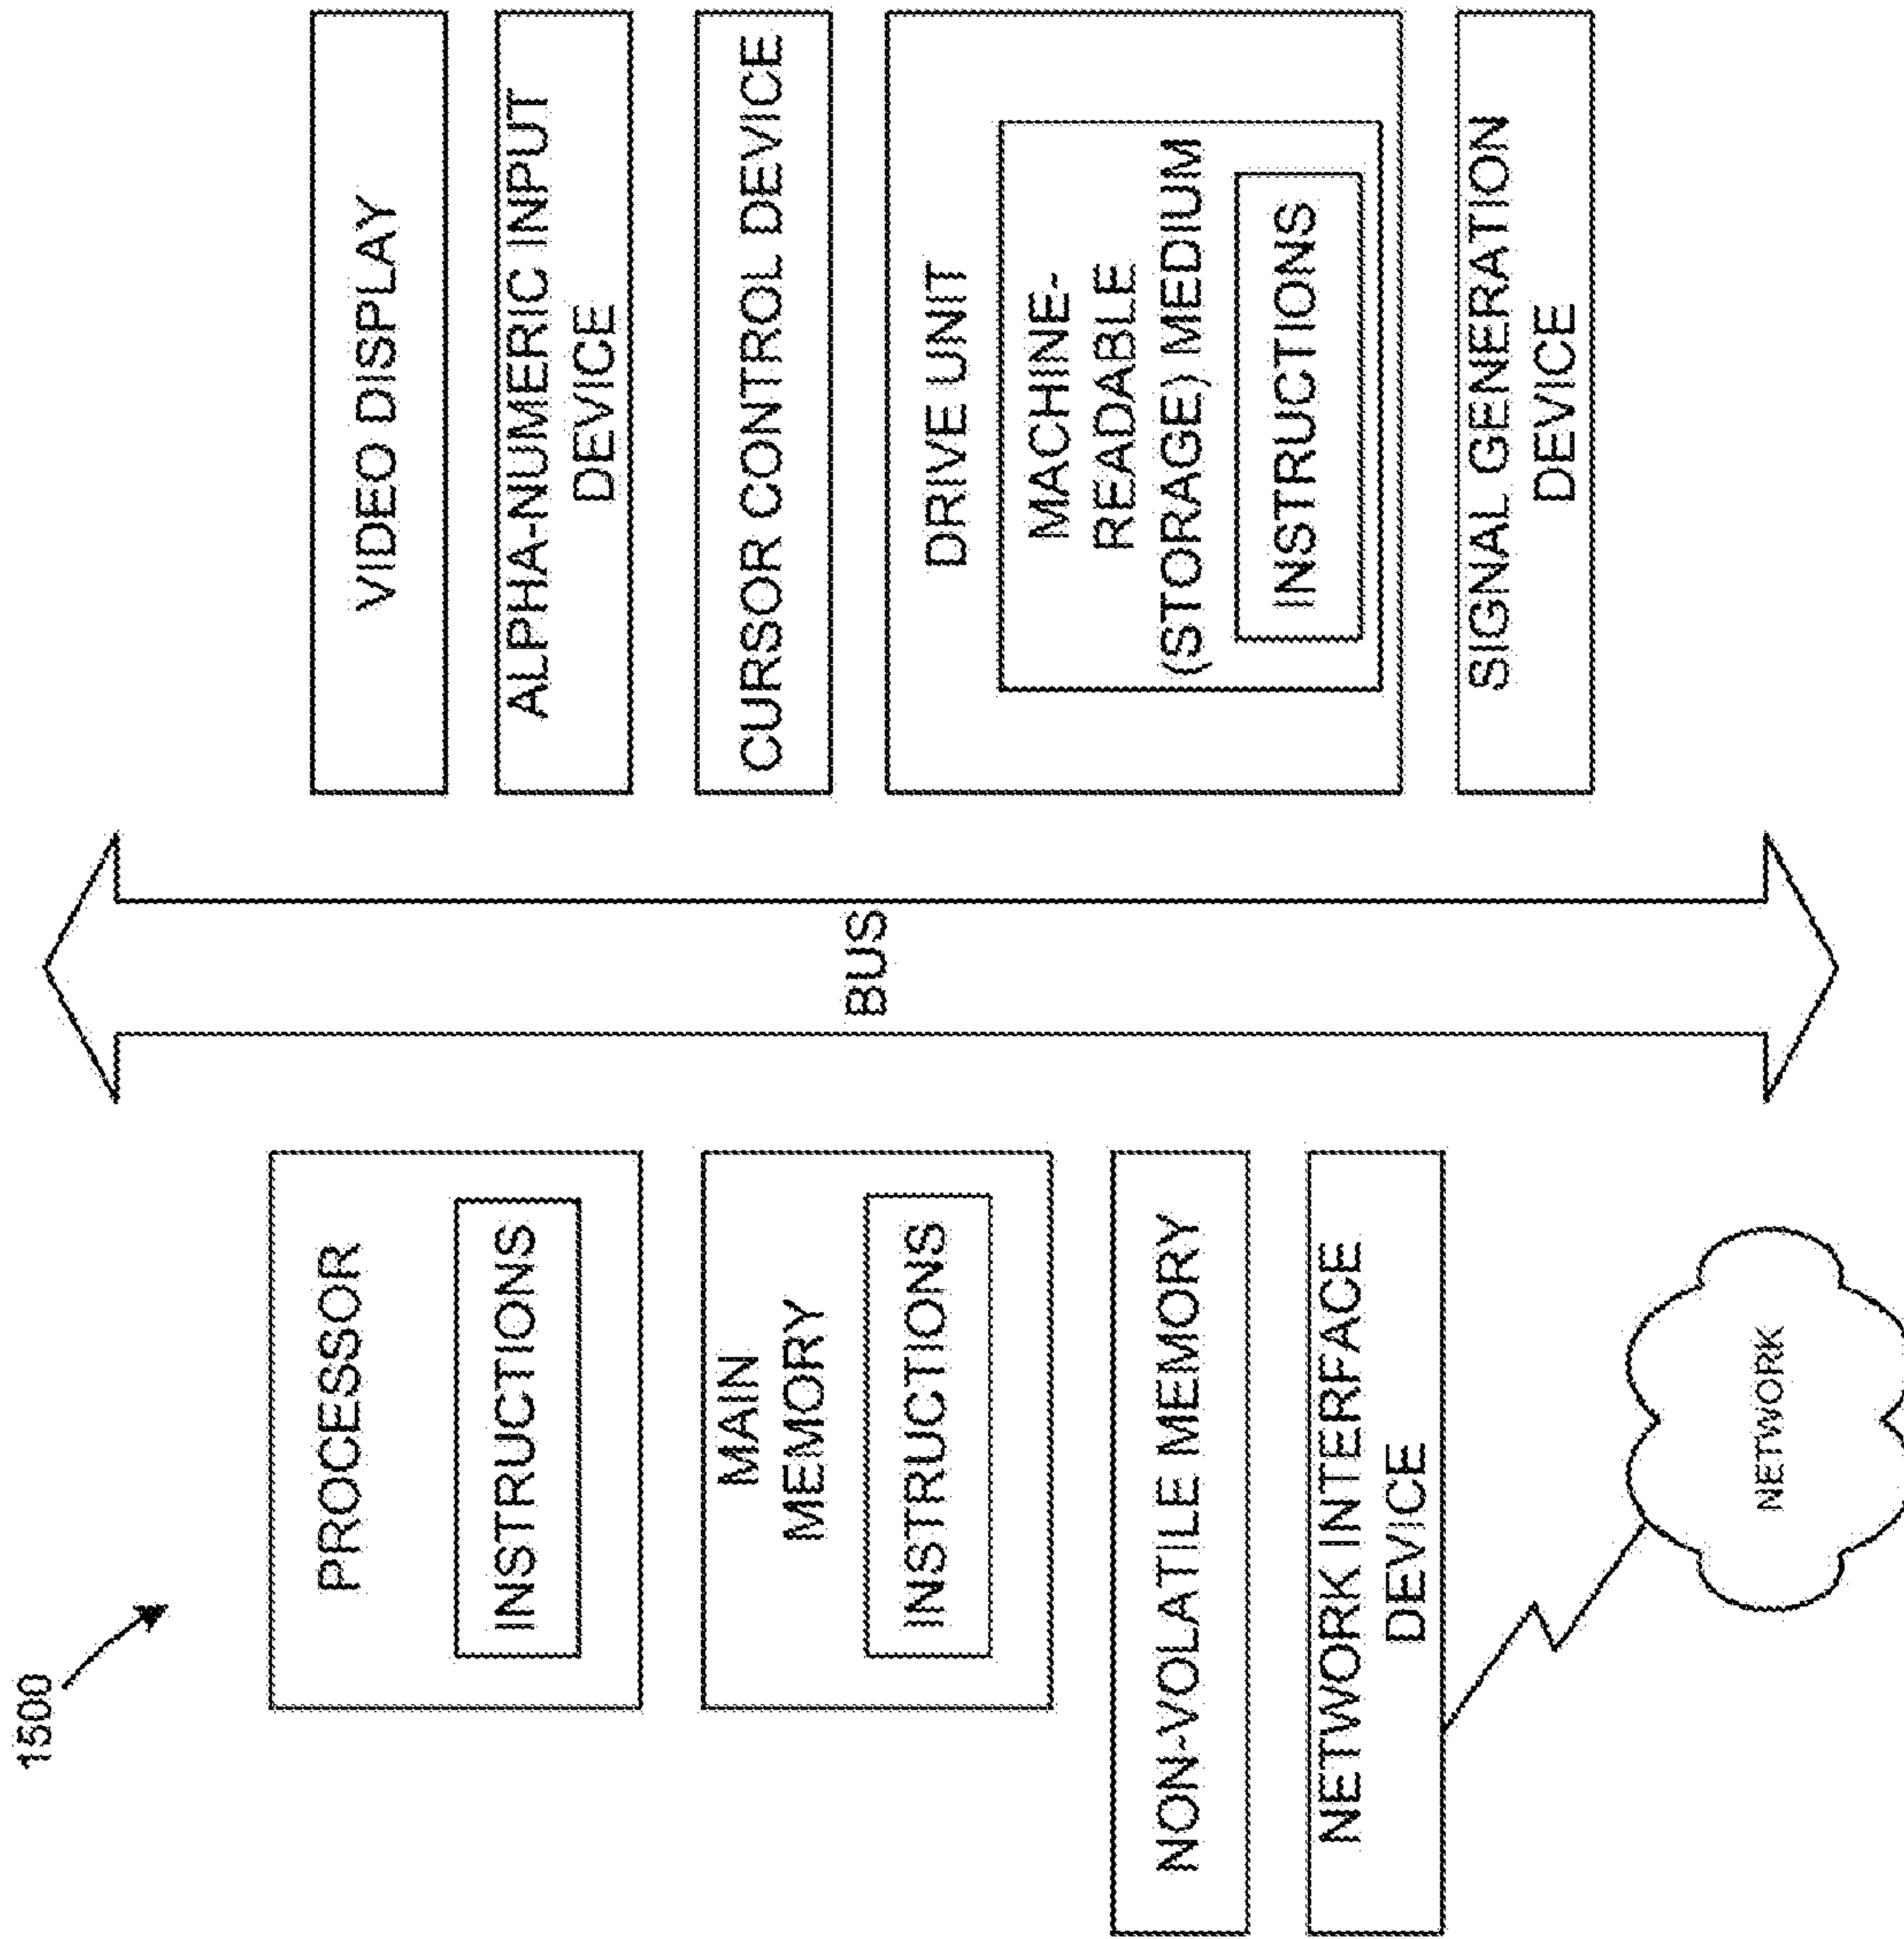 1500
PROCESSOR
INSTRUCTIONS
MAIN
MEMORY
INSTRUCTIONS
NON-VOLATILE MEMORY
NETWORK INTERFACE
DEVICE
NETWORK
BUS
VIDEO DISPLAY
ALPHA-NUMERIC INPUT
DEVICE
CURSOR CONTROL DEVICE
DRIVE UNIT
MACHINE-
READABLE
(STORAGE) MEDIUM
INSTRUCTIONS
SIGNAL GENERATION
DEVICE